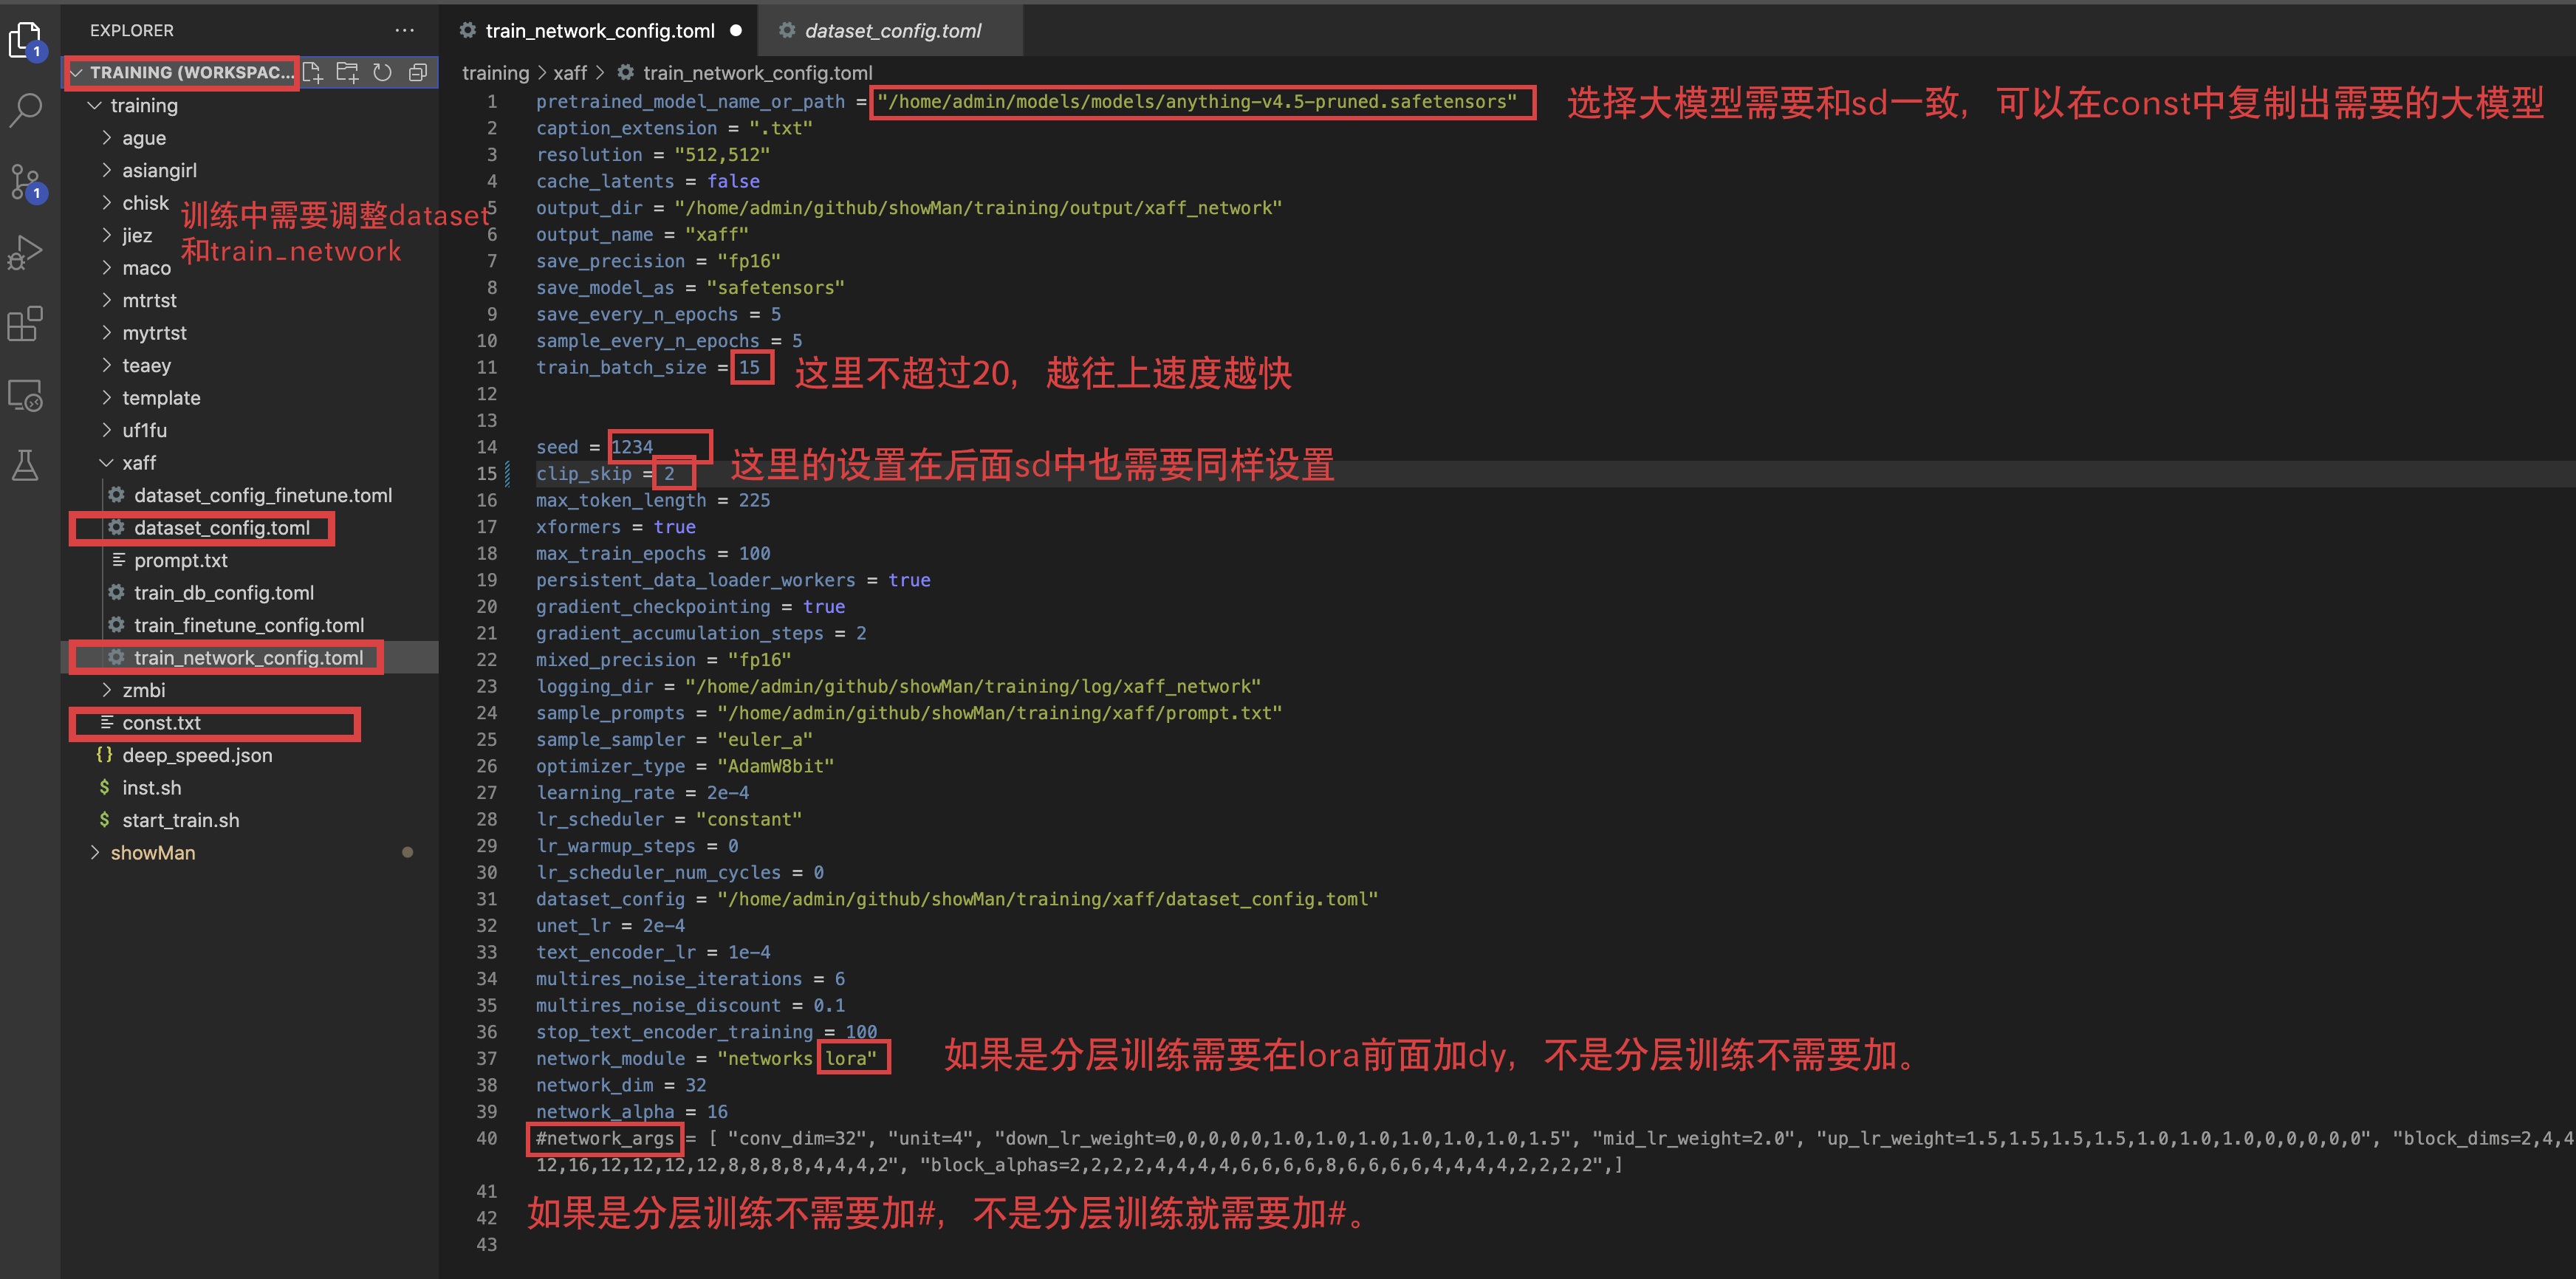 EXPLORER
TRAINING (WORKSPAC...
training
ague
asiangirl
chisk
jiez
maco
mtrtst
mytrtst
teaey
template
uf1fu
xaff
dataset_config_finetune.toml
dataset_config.toml
prompt.txt
train_db_config.toml
train_finetune_config.toml
train_network_config.toml
zmbi
const.txt
deep_speed.json
inst.sh
start_train.sh
showMan
1
1
训练中需要调整dataset
和train_network
train_network_config.toml
dataset_config.toml
training > xaff > train_network_config.toml
1 pretrained_model_name_or_path = "/home/admin/models/models/anything-v4.5-pruned.safetensors"
选择大模型需要和sd一致，可以在const中复制出需要的大模型
2 caption_extension = ".txt"
3 resolution = "512,512"
4 cache_latents = false
5 output_dir = "/home/admin/github/showMan/training/output/xaff_network"
6 output_name = "xaff"
7 save_precision = "fp16"
8 save_model_as = "safetensors"
9 save_every_n_epochs = 5
10 sample_every_n_epochs = 5
11 train_batch_size = 15
这里不超过20，越往上速度越快
12
13
14 seed = 1234
15 clip_skip = 2
这里的设置在后面sd中也需要同样设置
16 max_token_length = 225
17 xformers = true
18 max_train_epochs = 100
19 persistent_data_loader_workers = true
20 gradient_checkpointing = true
21 gradient_accumulation_steps = 2
22 mixed_precision = "fp16"
23 logging_dir = "/home/admin/github/showMan/training/log/xaff_network"
24 sample_prompts = "/home/admin/github/showMan/training/xaff/prompt.txt"
25 sample_sampler = "euler_a"
26 optimizer_type = "AdamW8bit"
27 learning_rate = 2e-4
28 lr_scheduler = "constant"
29 lr_warmup_steps = 0
30 lr_scheduler_num_cycles = 0
31 dataset_config = "/home/admin/github/showMan/training/xaff/dataset_config.toml"
32 unet_lr = 2e-4
33 text_encoder_lr = 1e-4
34 multires_noise_iterations = 6
35 multires_noise_discount = 0.1
36 stop_text_encoder_training = 100
37 network_module = "networks lora"
如果是分层训练需要在lora前面加dy，不是分层训练不需要加。
38 network_dim = 32
39 network_alpha = 16
40 #network_args = [ "conv_dim=32", "unit=4", "down_lr_weight=0,0,0,0,0,1.0,1.0,1.0,1.0,1.0,1.0,1.5", "mid_lr_weight=2.0", "up_lr_weight=1.5,1.5,1.5,1.5,1.0,1.0,1.0,0,0,0,0,0", "block_dims=2,4,4
12,16,12,12,12,12,8,8,8,8,4,4,4,2", "block_alphas=2,2,2,2,4,4,4,4,6,6,6,6,8,6,6,6,6,4,4,4,4,2,2,2,2",]
41
42
如果是分层训练不需要加#，不是分层训练就需要加#。
43